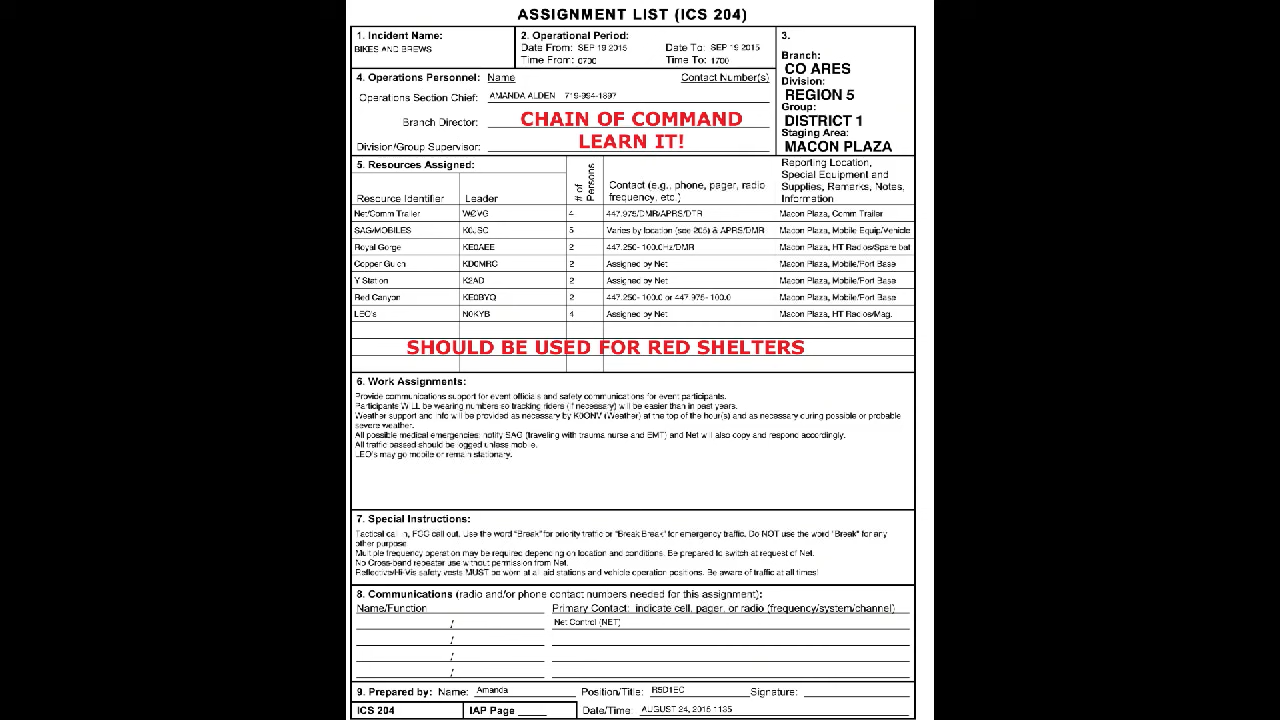 ASSIGNMENT LIST (ICS 204)
1. Incident Name:
BIKES AND BREWS
2. Operational Period:
Date From: SEP 19 2015 Date To: SEP 19 2015
Time From: 0700 Time To: 1700
3.
Branch:
CO ARES
Division:
REGION 5
Group:
DISTRICT 1
Staging Area:
MACON PLAZA
4. Operations Personnel: Name Contact Number(s)
Operations Section Chief: AMANDA ALDEN 719-994-1897
Branch Director:
Division/Group Supervisor:
CHAIN OF COMMAND
LEARN IT!
5. Resources Assigned:
Resource Identifier Leader # of Persons Contact (e.g., phone, pager, radio frequency, etc.) Reporting Location, Special Equipment and Supplies, Remarks, Notes, Information
Net/Comm Trailer W0VG 4 447.975/DMR/APRS/DTR Macon Plaza, Comm Trailer
SAG/MOBILES K0JSC 5 Varies by location (see 205) & APRS/DMR Macon Plaza, Mobile Equip/Vehicle
Royal Gorge KE0AEE 2 447.250- 100.0Hz/DMR Macon Plaza, HT Radios/Spare bat
Copper Gulch KD0MRC 2 Assigned by Net Macon Plaza, Mobile/Port Base
Y Station K2AD 2 Assigned by Net Macon Plaza, Mobile/Port Base
Red Canyon KE0BYQ 2 447.250- 100.0 or 447.975- 100.0 Macon Plaza, Mobile/Port Base
LEO's N0KYB 4 Assigned by Net Macon Plaza, HT Radios/Mag.
SHOULD BE USED FOR RED SHELTERS
6. Work Assignments:
Provide communications support for event officials and safety communications for event participants.
Participants WILL be wearing numbers so tracking riders (if necessary) will be easier than in past years.
Weather support and info will be provided as necessary by K0ONV (Weather) at the top of the hour(s) and as necessary during possible or probable
severe weather.
All possible medical emergencies; notify SAG (traveling with trauma nurse and EMT) and Net will also copy and respond accordingly.
All traffic passed should be logged unless mobile.
LEO's may go mobile or remain stationary.
7. Special Instructions:
Tactical call in, FCC call out. Use the word "Break" for priority traffic or "Break Break" for emergency traffic. Do NOT use the word "Break" for any
other purpose.
Multiple frequency operation may be required depending on location and conditions. Be prepared to switch at request of Net.
No Cross-band repeater use without permission from Net.
Reflective/Hi-Vis safety vests MUST be worn at all aid stations and vehicle operation positions. Be aware of traffic at all times!
8. Communications (radio and/or phone contact numbers needed for this assignment):
Name/Function Primary Contact: indicate cell, pager, or radio (frequency/system/channel)
/ Net Control (NET)
/
/
/
9. Prepared by: Name: Amanda Position/Title: R5D1EC Signature:
ICS 204 IAP Page Date/Time: AUGUST 24, 2015 1135